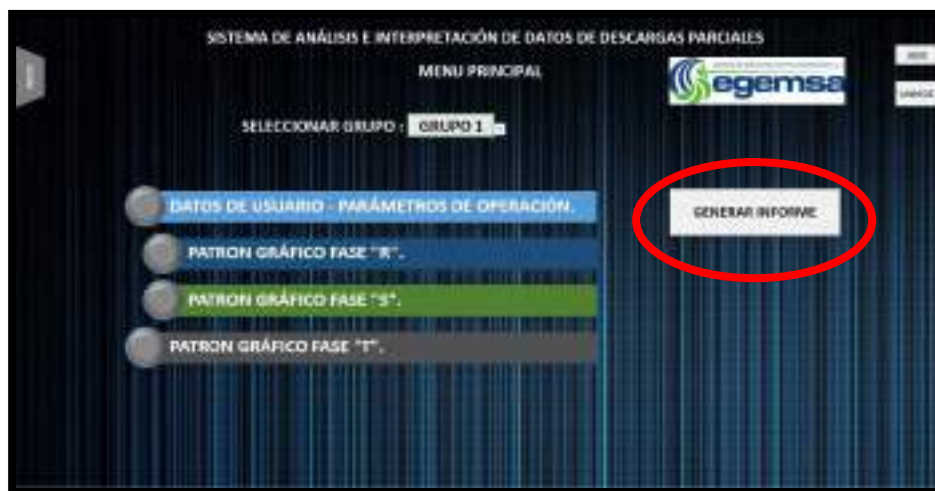 SISTEMA DE ANÁLISIS E INTERPRETACIÓN DE DATOS DE DESCARGAS PARCIALES
MENU PRINCIPAL
egemsa
SELECCIONAR GRUPO : GRUPO 1
DATOS DE USUARIO - PARÁMETROS DE OPERACIÓN.
GENERAR INFORME
PATRON GRÁFICO FASE "R".
PATRON GRÁFICO FASE "S".
PATRON GRÁFICO FASE "T".